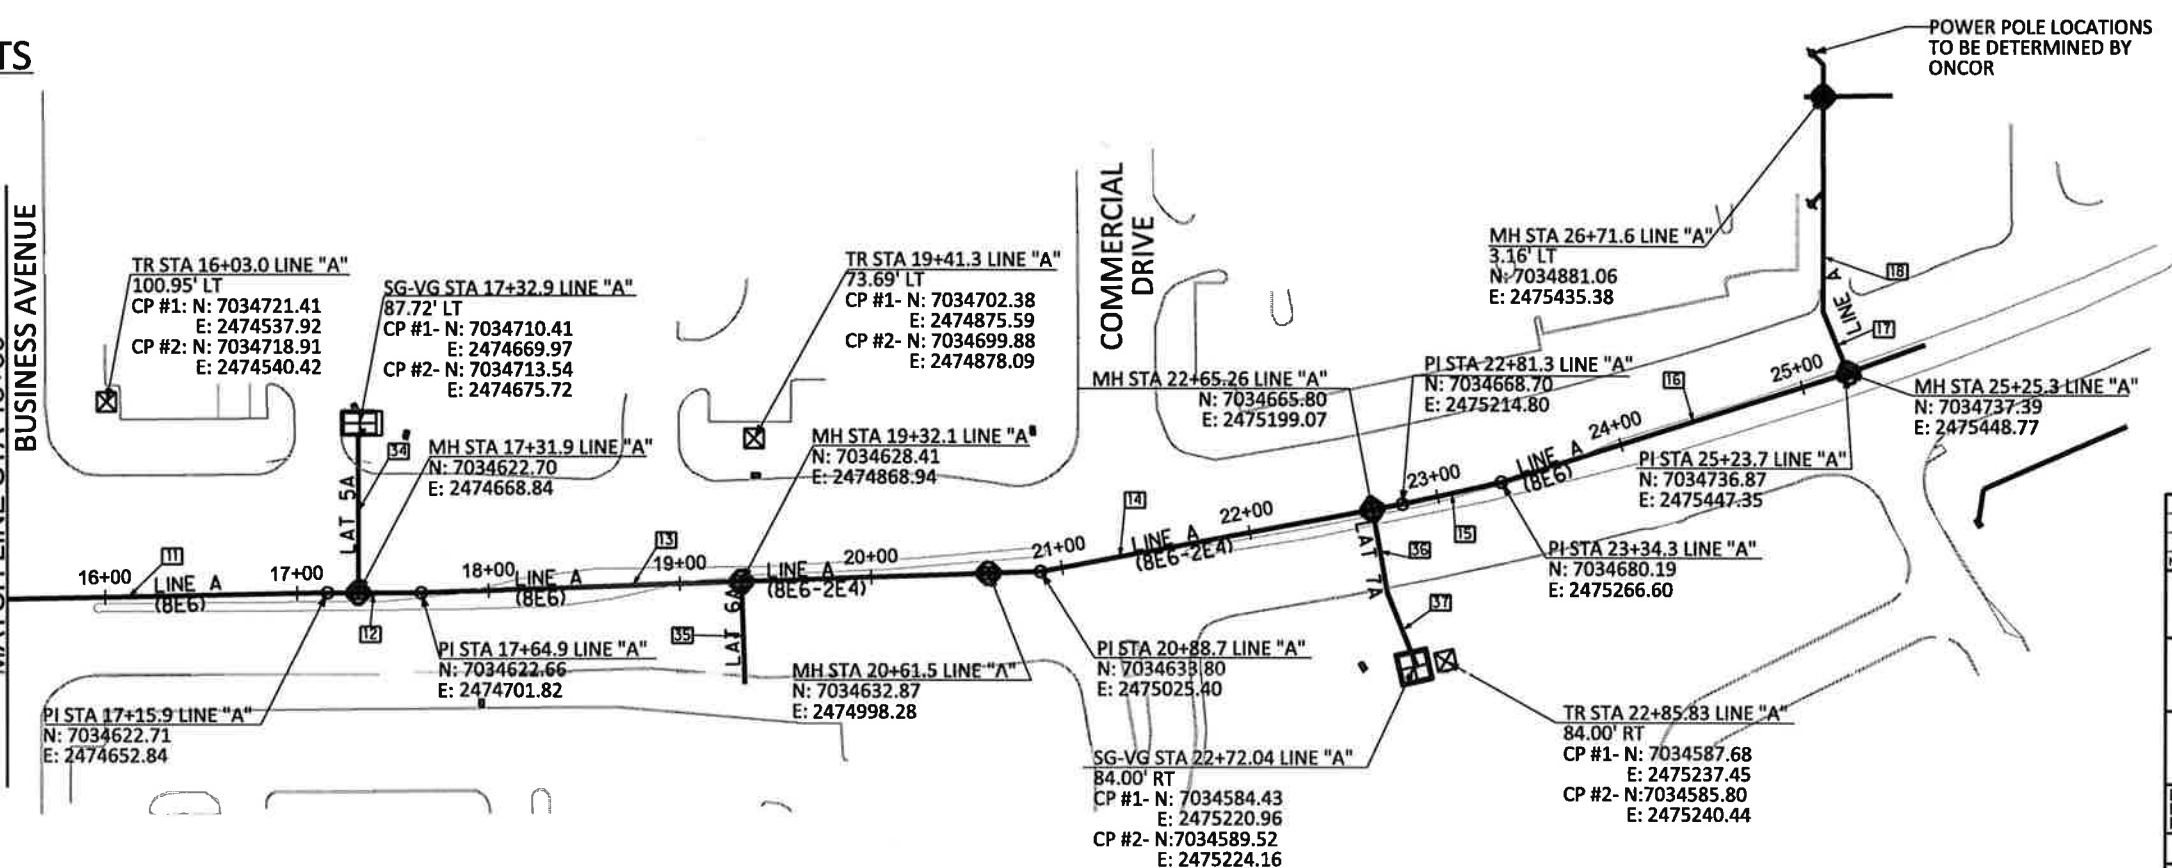 TS
BUSINESS AVENUE
TR STA 16+03.0 LINE "A"
100.95' LT
CP #1: N: 7034721.41
E: 2474537.92
CP #2: N: 7034718.91
E: 2474540.42
SG-VG STA 17+32.9 LINE "A"
87.72' LT
CP #1- N: 7034710.41
E: 2474669.97
CP #2- N: 7034713.54
E: 2474675.72
MH STA 17+31.9 LINE "A"
N: 7034622.70
E: 2474668.84
TR STA 19+41.3 LINE "A"
73.69' LT
CP #1- N: 7034702.38
E: 2474875.59
CP #2- N: 7034699.88
E: 2474878.09
MH STA 19+32.1 LINE "A"
N: 7034628.41
E: 2474868.94
COMMERCIAL
DRIVE
MH STA 22+65.26 LINE "A"
N: 7034665.80
E: 2475199.07
PI STA 22+81.3 LINE "A"
N: 7034668.70
E: 2475214.80
MH STA 26+71.6 LINE "A"
3.16' LT
N: 7034881.06
E: 2475435.38
POWER POLE LOCATIONS
TO BE DETERMINED BY
ONCOR
MH STA 25+25.3 LINE "A"
N: 7034737.39
E: 2475448.77
PI STA 25+23.7 LINE "A"
N: 7034736.87
E: 2475447.35
PI STA 23+34.3 LINE "A"
N: 7034680.19
E: 2475266.60
16+00
11
LINE A
(8E6)
17+00
LAT 5A
34
12
18+00
LINE A
(8E6)
13
19+00
LINE A
(8E6-2E4)
20+00
LAT 6A
35
21+00
14
LINE A
(8E6-2E4)
22+00
LAT 7A
36
37
23+00
15
LINE A
(8E6)
24+00
16
25+00
LINE A
17
18
PI STA 17+15.9 LINE "A"
N: 7034622.71
E: 2474652.84
PI STA 17+64.9 LINE "A"
N: 7034622.66
E: 2474701.82
MH STA 20+61.5 LINE "A"
N: 7034632.87
E: 2474998.28
PI STA 20+88.7 LINE "A"
N: 7034633.80
E: 2475025.40
SG-VG STA 22+72.04 LINE "A"
84.00' RT
CP #1- N: 7034584.43
E: 2475220.96
CP #2- N:7034589.52
E: 2475224.16
TR STA 22+85.83 LINE "A"
84.00' RT
CP #1- N: 7034587.68
E: 2475237.45
CP #2- N:7034585.80
E: 2475240.44